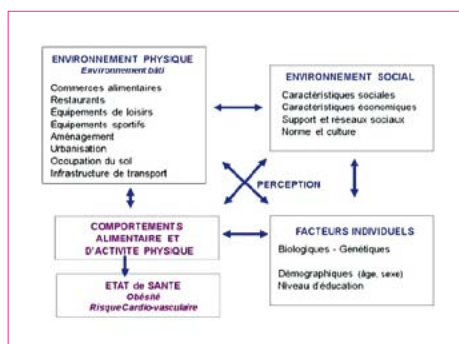 ENVIRONNEMENT PHYSIQUE
Environnement bâti
Commerces alimentaires
Restaurants
Équipements de loisirs
Équipements sportifs
Aménagement
Urbanisation
Occupation du sol
Infrastructure de transport
ENVIRONNEMENT SOCIAL
Caractéristiques sociales
Caractéristiques économiques
Support et réseaux sociaux
Norme et culture
PERCEPTION
COMPORTEMENTS
ALIMENTAIRE ET
D'ACTIVITE PHYSIQUE
FACTEURS INDIVIDUELS
Biologiques - Genétiques
Démographiques (âge, sexe)
Niveau d'éducation
ETAT de SANTE
Obésité
Risque Cardio-vasculaire